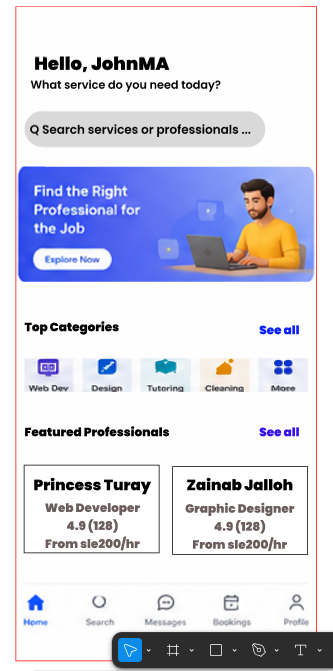 Hello, JohnMA
What service do you need today?
Q Search services or professionals ...
Find the Right
Professional for
the Job
Explore Now
Top Categories
See all
Web Dev
Design
Tutoring
Cleaning
More
Featured Professionals
See all
Princess Turay
Web Developer
4.9 (128)
From sle200/hr
Zainab Jalloh
Graphic Designer
4.9 (128)
From sle200/hr
Home
Search
Messages
Bookings
Profile